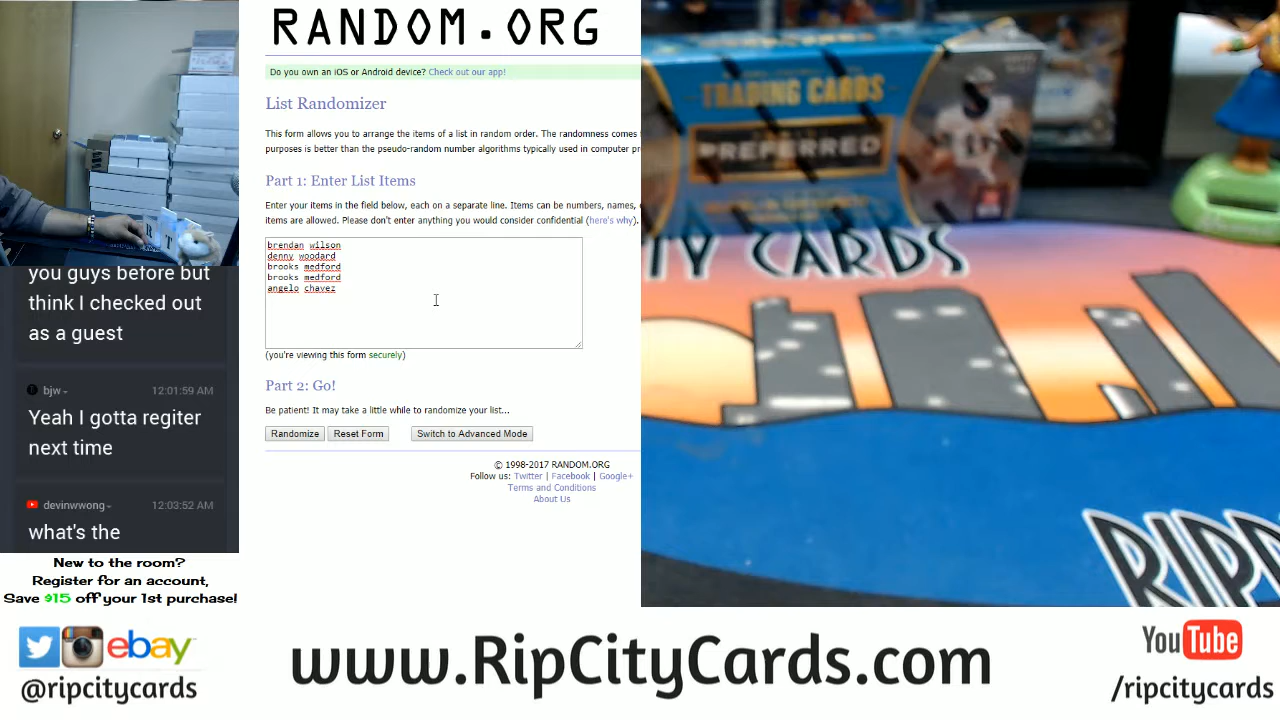 RANDOM.ORG
Do you own an iOS or Android device? Check out our app!
List Randomizer
This form allows you to arrange the items of a list in random order. The randomness comes
purposes is better than the pseudo-random number algorithms typically used in computer pr
Part 1: Enter List Items
Enter your items in the field below, each on a separate line. Items can be numbers, names,
items are allowed. Please don't enter anything you would consider confidential (here's why).
brendan wilson
denny woodard
brooks medford
brooks medford
angelo chavez
(you're viewing this form securely)
Part 2: Go!
Be patient! It may take a little while to randomize your list...
Randomize Reset Form Switch to Advanced Mode
© 1998-2017 RANDOM.ORG
Follow us: Twitter | Facebook | Google+
Terms and Conditions
About Us
you guys before but
think I checked out
as a guest
bjw 12:01:59 AM
Yeah I gotta regiter
next time
devinwwong 12:03:52 AM
what's the
New to the room?
Register for an account,
Save $15 off your 1st purchase!
TRADING CARDS
PREFERRED
TY CARDS
RIP
ebay
@ripcitycards
www.RipCityCards.com
YouTube
/ripcitycards